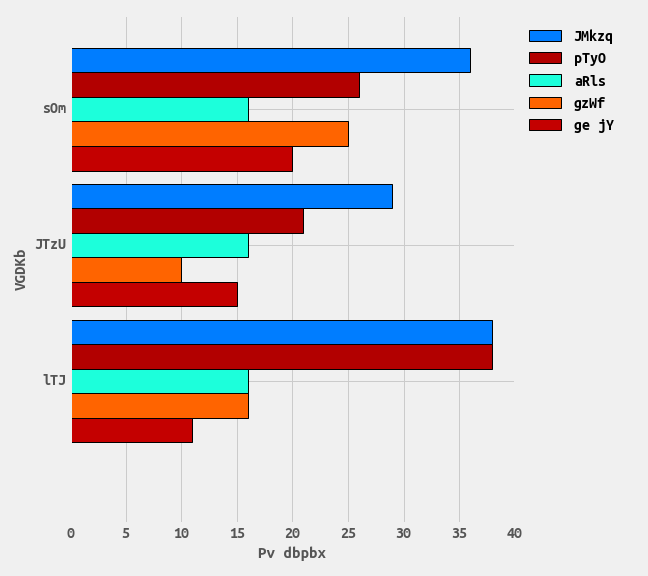 JMkzq
pTyO
aRls
gzWf
ge jY
sOm
JTzU
lTJ
VGDKb
0 5 10 15 20 25 30 35 40
Pv dbpbx